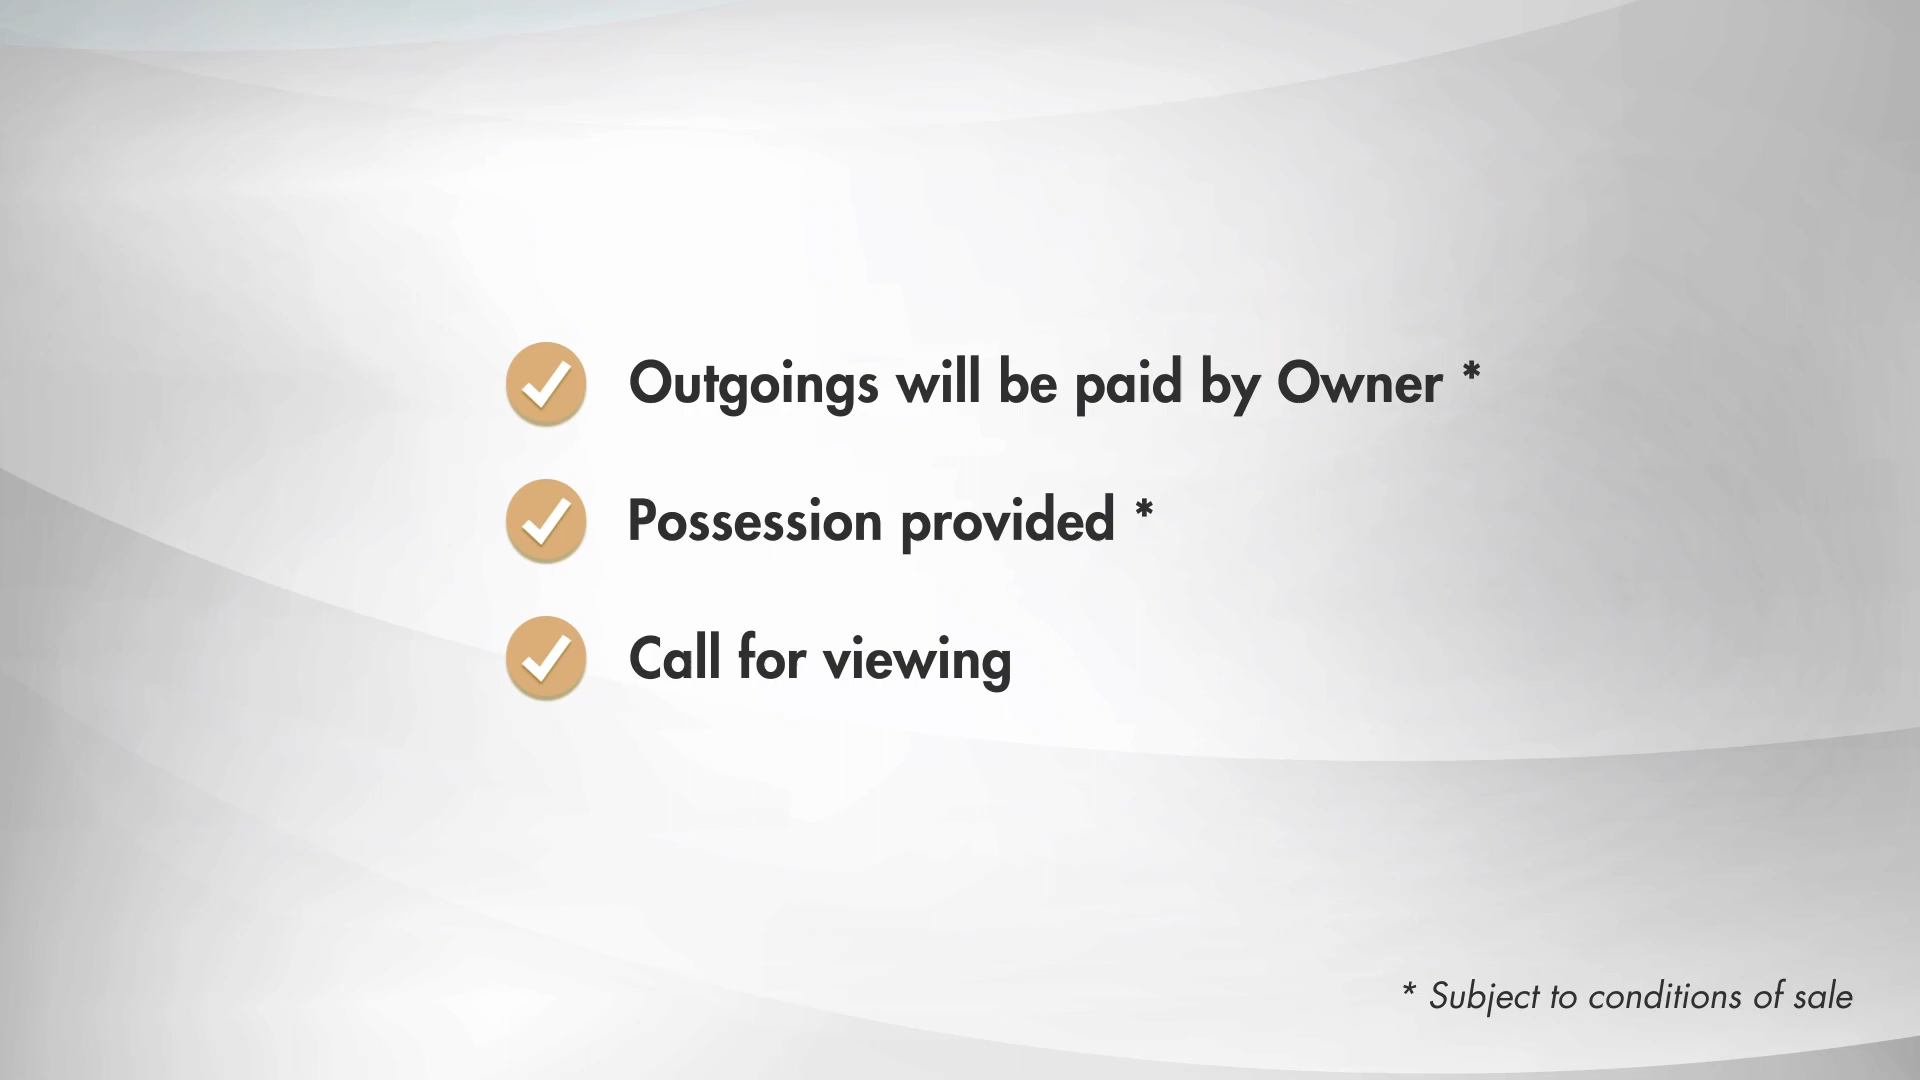 Outgoings will be paid by Owner *
Possession provided *
Call for viewing
* Subject to conditions of sale